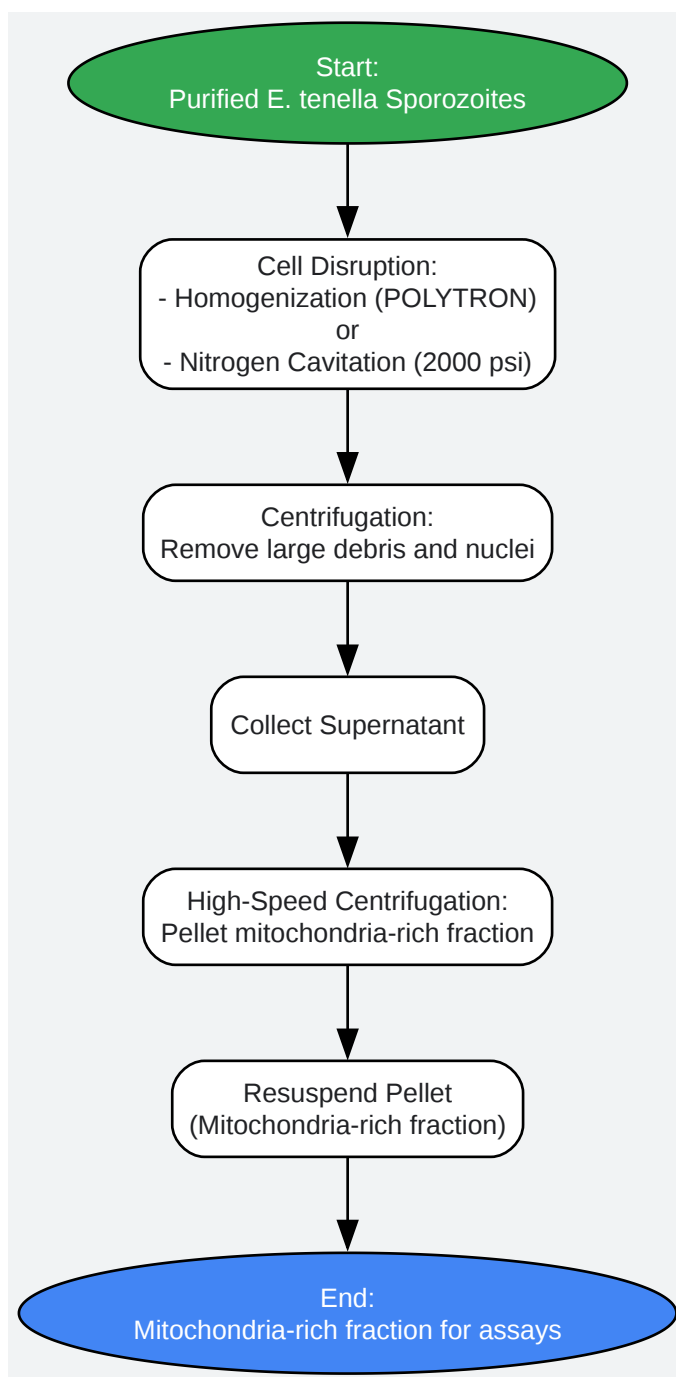 Start:
Purified E. tenella Sporozoites
Cell Disruption:
- Homogenization (POLYTRON)
or
- Nitrogen Cavitation (2000 psi)
Centrifugation:
Remove large debris and nuclei
Collect Supernatant
High-Speed Centrifugation:
Pellet mitochondria-rich fraction
Resuspend Pellet
(Mitochondria-rich fraction)
End:
Mitochondria-rich fraction for assays